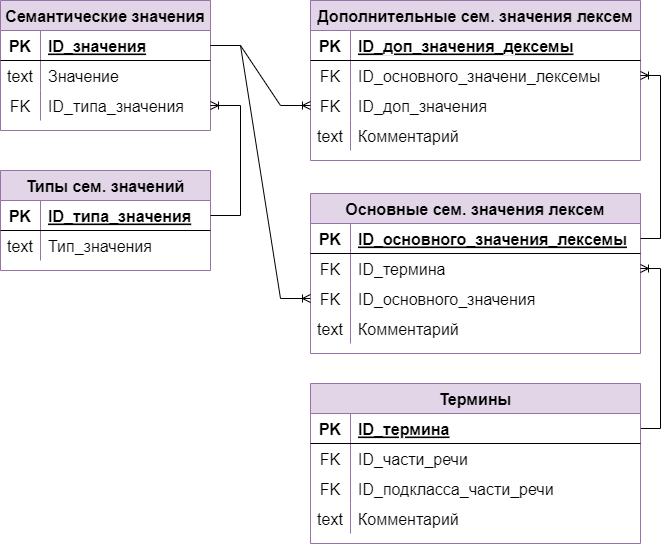 Семантические значения
PK ID_значения
text Значение
FK ID_типа_значения
Типы сем. значений
PK ID_типа_значения
text Тип_значения
Дополнительные сем. значения лексем
PK ID_доп_значения_дексемы
FK ID_основного_значени_лексемы
FK ID_доп_значения
text Комментарий
Основные сем. значения лексем
PK ID_основного_значения_лексемы
FK ID_термина
FK ID_основного_значения
text Комментарий
Термины
PK ID_термина
FK ID_части_речи
FK ID_подкласса_части_речи
text Комментарий